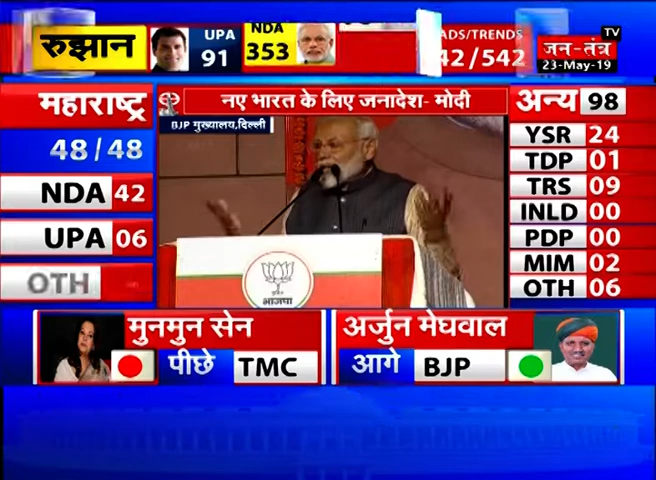 रुझान
UPA
91
NDA
353
ADS/TRENDS
42/542
TV
जन-तंत्र
23-May-19
महाराष्ट्र
48/48
NDA 42
UPA 06
OTH
नए भारत के लिए जनादेश- मोदी
BJP मुख्यालय,दिल्ली
भाजपा
अन्य 98
YSR 24
TDP 01
TRS 09
INLD 00
PDP 00
MIM 02
OTH 06
मुनमुन सेन
पीछे TMC
अर्जुन मेघवाल
आगे BJP